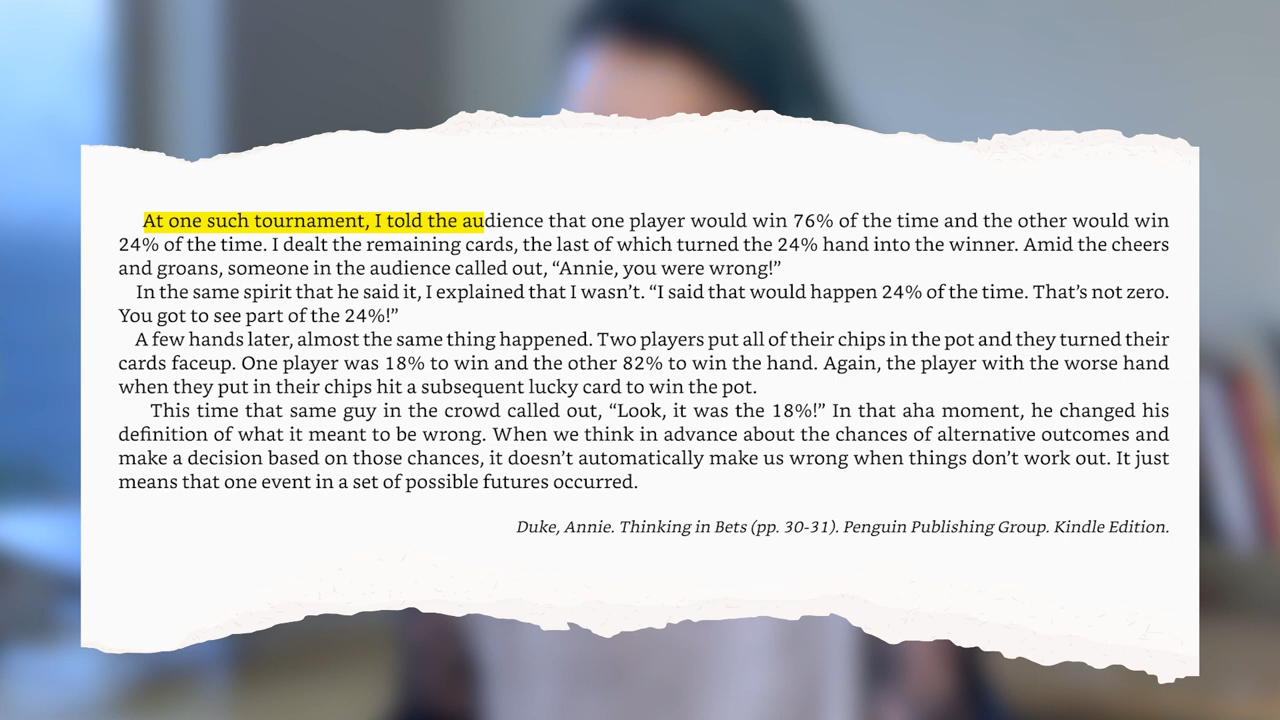 At one such tournament, I told the audience that one player would win 76% of the time and the other would win
24% of the time. I dealt the remaining cards, the last of which turned the 24% hand into the winner. Amid the cheers
and groans, someone in the audience called out, “Annie, you were wrong!”
In the same spirit that he said it, I explained that I wasn’t. “I said that would happen 24% of the time. That’s not zero.
You got to see part of the 24%!”
A few hands later, almost the same thing happened. Two players put all of their chips in the pot and they turned their
cards faceup. One player was 18% to win and the other 82% to win the hand. Again, the player with the worse hand
when they put in their chips hit a subsequent lucky card to win the pot.
This time that same guy in the crowd called out, “Look, it was the 18%!” In that aha moment, he changed his
definition of what it meant to be wrong. When we think in advance about the chances of alternative outcomes and
make a decision based on those chances, it doesn’t automatically make us wrong when things don’t work out. It just
means that one event in a set of possible futures occurred.
Duke, Annie. Thinking in Bets (pp. 30-31). Penguin Publishing Group. Kindle Edition.